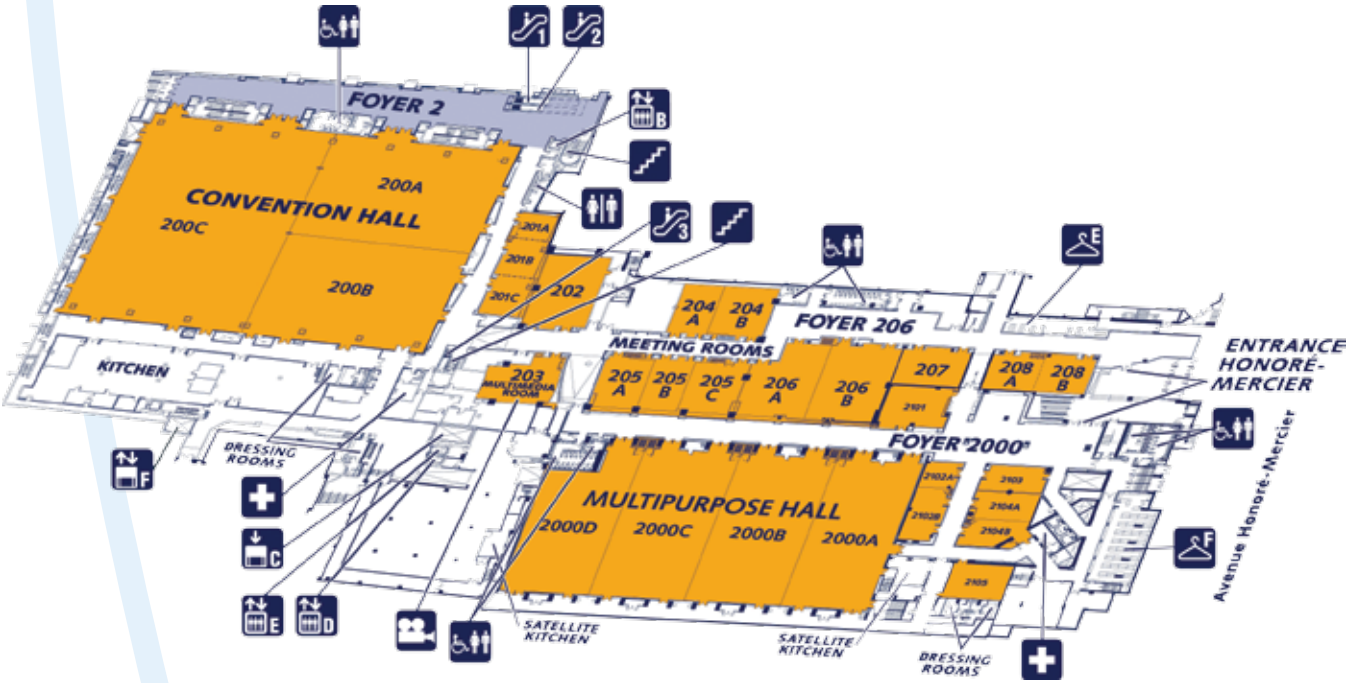 1
2
FOYER 2
B
CONVENTION HALL
200A
200C
200B
201A
201B
201C
202
3
E
204
A
204
B
FOYER 206
MEETING ROOMS
ENTRANCE
HONORÉ-
MERCIER
KITCHEN
203
MULTIMEDIA
ROOM
205
A
205
B
205
C
206
A
206
B
207
2101
208
A
208
B
FOYER "2000"
DRESSING
ROOMS
F
MULTIPURPOSE HALL
2000D
2000C
2000B
2000A
2102A
2102B
2103
2104A
2104B
2105
Avenue Honoré-Mercier
F
C
E
D
SATELLITE
KITCHEN
SATELLITE
KITCHEN
DRESSING
ROOMS